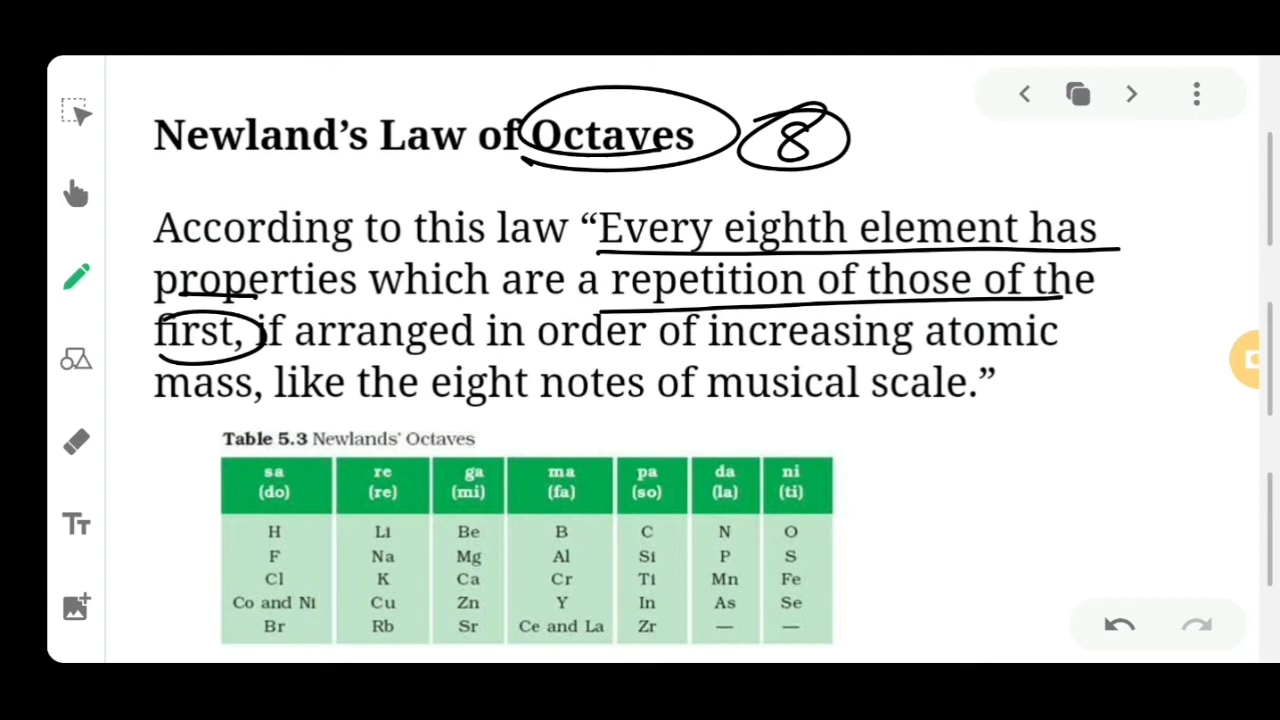 Newland's Law of Octaves 8
According to this law “Every eighth element has
properties which are a repetition of those of the
first, if arranged in order of increasing atomic
mass, like the eight notes of musical scale.”
Table 5.3 Newlands' Octaves
sa re ga ma pa da ni
(do) (re) (mi) (fa) (so) (la) (ti)
H Li Be B C N O
F Na Mg Al Si P S
Cl K Ca Cr Ti Mn Fe
Co and Ni Cu Zn Y In As Se
Br Rb Sr Ce and La Zr — —
TT